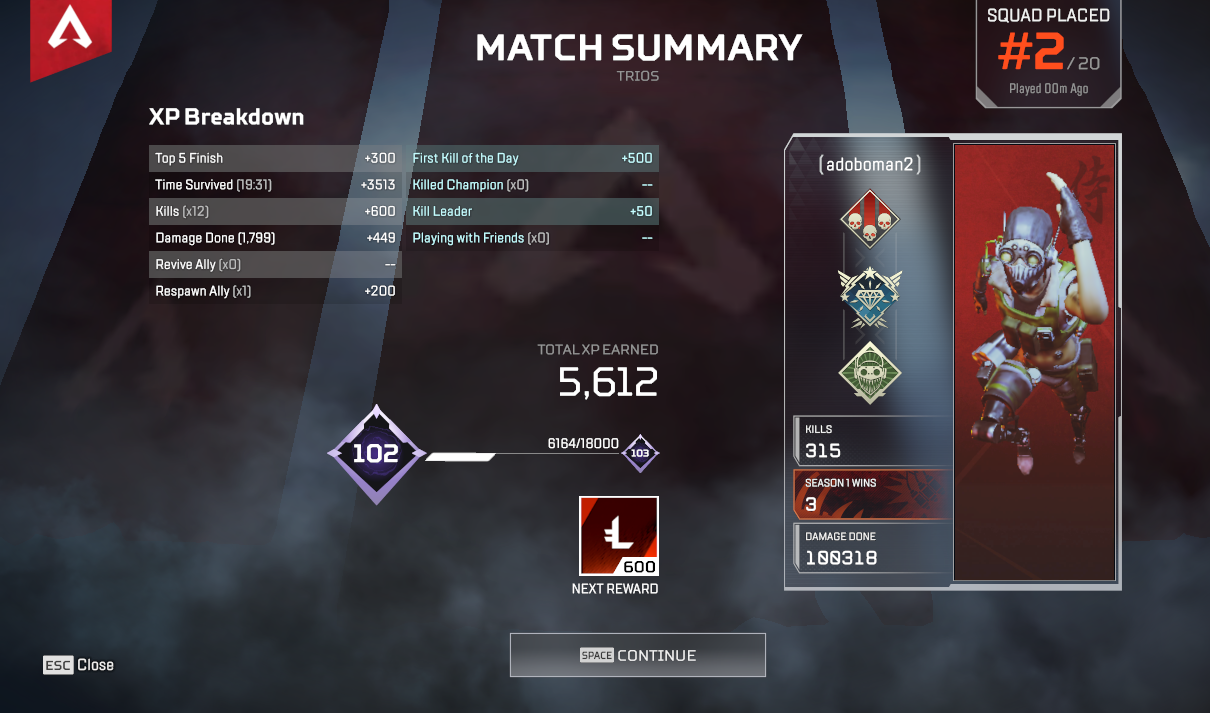 MATCH SUMMARY
TRIOS
SQUAD PLACED
#2/20
Played 00m Ago
XP Breakdown
Top 5 Finish +300
Time Survived (19:31) +3513
Kills (x12) +600
Damage Done (1,799) +449
Revive Ally (x0) --
Respawn Ally (x1) +200
First Kill of the Day +500
Killed Champion (x0) --
Kill Leader +50
Playing with Friends (x0) --
TOTAL XP EARNED
5,612
102
6164/18000
103
600
NEXT REWARD
(adoboman2)
KILLS
315
SEASON 1 WINS
3
DAMAGE DONE
100318
侍
ESC Close
SPACE CONTINUE